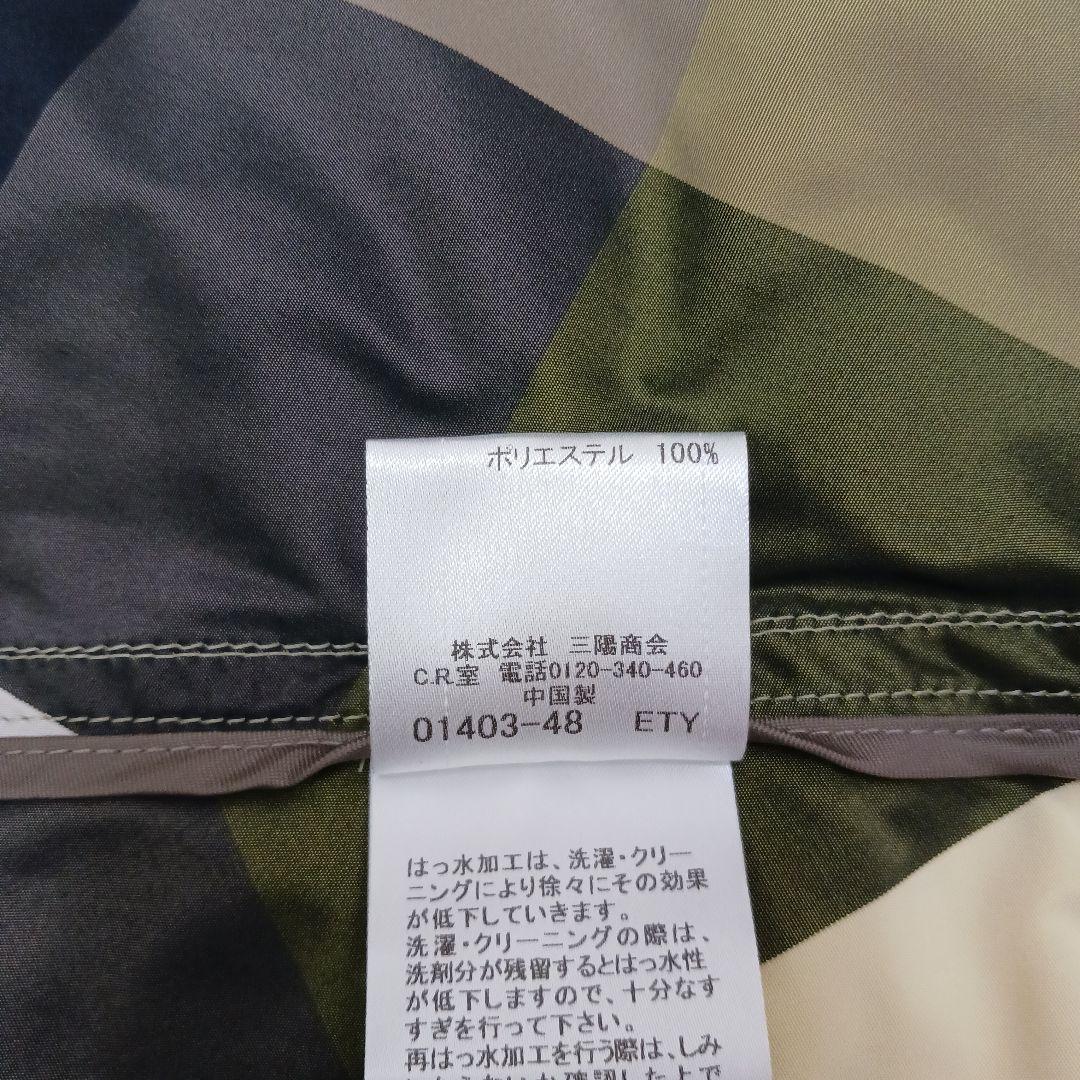 ポリエステル 100%
株式会社 三陽商会
C.R.室 電話0120-340-460
中国製
01403-48 ETY
はっ水加工は、洗濯・クリー
ニングにより徐々にその効果
が低下していきます。
洗濯・クリーニングの際は、
洗剤分が残留するとはっ水性
が低下しますので、十分なす
すぎを行って下さい。
再はっ水加工を行う際は、しみ
確認した上で